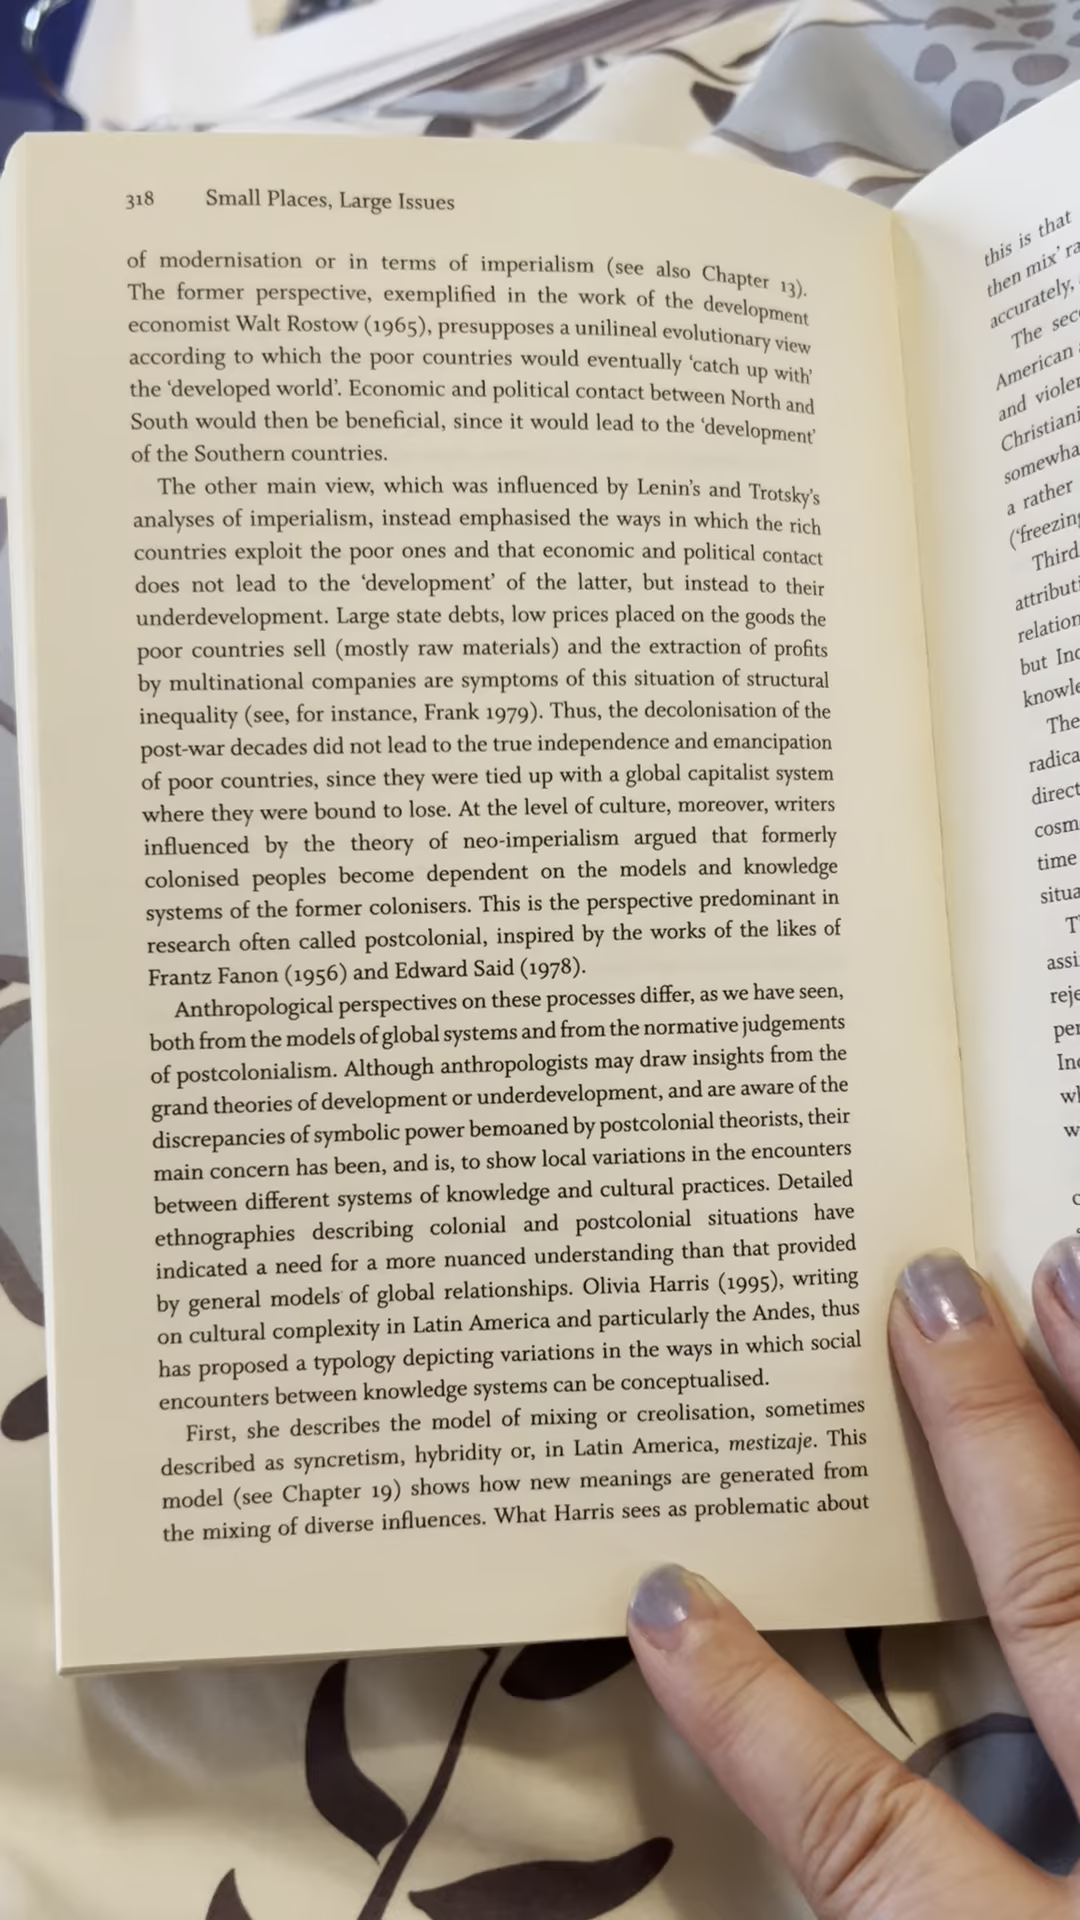 318 Small Places, Large Issues
of modernisation or in terms of imperialism (see also Chapter 13).
The former perspective, exemplified in the work of the development
economist Walt Rostow (1965), presupposes a unilineal evolutionary view
according to which the poor countries would eventually ‘catch up with’
the ‘developed world’. Economic and political contact between North and
South would then be beneficial, since it would lead to the ‘development’
of the Southern countries.
The other main view, which was influenced by Lenin’s and Trotsky’s
analyses of imperialism, instead emphasised the ways in which the rich
countries exploit the poor ones and that economic and political contact
does not lead to the ‘development’ of the latter, but instead to their
underdevelopment. Large state debts, low prices placed on the goods the
poor countries sell (mostly raw materials) and the extraction of profits
by multinational companies are symptoms of this situation of structural
inequality (see, for instance, Frank 1979). Thus, the decolonisation of the
post-war decades did not lead to the true independence and emancipation
of poor countries, since they were tied up with a global capitalist system
where they were bound to lose. At the level of culture, moreover, writers
influenced by the theory of neo-imperialism argued that formerly
colonised peoples become dependent on the models and knowledge
systems of the former colonisers. This is the perspective predominant in
research often called postcolonial, inspired by the works of the likes of
Frantz Fanon (1956) and Edward Said (1978).
Anthropological perspectives on these processes differ, as we have seen,
both from the models of global systems and from the normative judgements
of postcolonialism. Although anthropologists may draw insights from the
grand theories of development or underdevelopment, and are aware of the
discrepancies of symbolic power bemoaned by postcolonial theorists, their
main concern has been, and is, to show local variations in the encounters
between different systems of knowledge and cultural practices. Detailed
ethnographies describing colonial and postcolonial situations have
indicated a need for a more nuanced understanding than that provided
by general models of global relationships. Olivia Harris (1995), writing
on cultural complexity in Latin America and particularly the Andes, thus
has proposed a typology depicting variations in the ways in which social
encounters between knowledge systems can be conceptualised.
First, she describes the model of mixing or creolisation, sometimes
described as syncretism, hybridity or, in Latin America, mestizaje. This
model (see Chapter 19) shows how new meanings are generated from
the mixing of diverse influences. What Harris sees as problematic about
this is that
then mix’
accurately,
The
American
and
a rather
Third
but
The
time